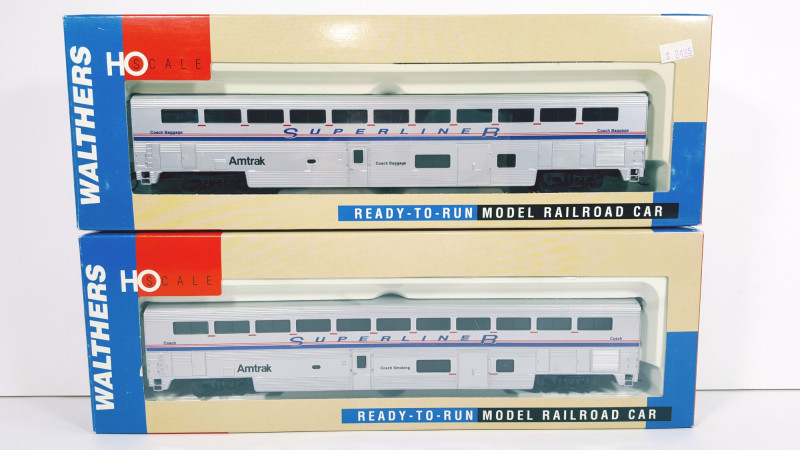 WALTHERS
HO SCALE
Coach Baggage
SUPERLINER
Coach Baggage
Amtrak
Coach Baggage
READY-TO-RUN MODEL RAILROAD CAR
WALTHERS
HO SCALE
Coach
SUPERLINER
Coach
Amtrak
Coach Smoking
READY-TO-RUN MODEL RAILROAD CAR